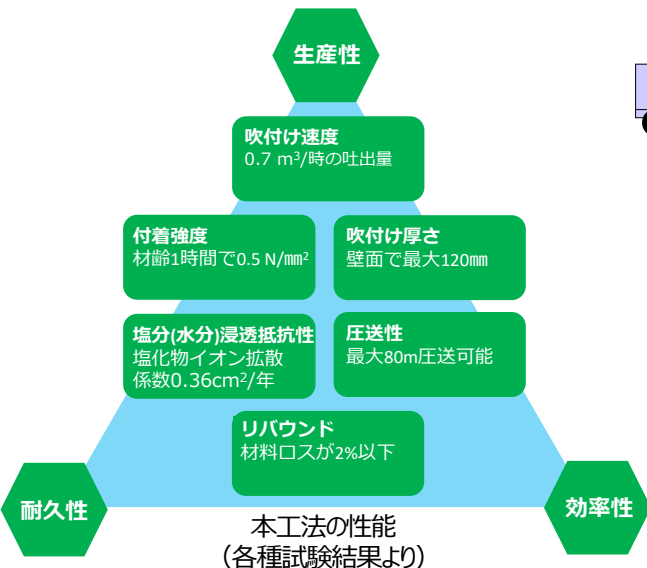 生産性
吹付け速度
0.7 m³/時の吐出量
付着強度
材齢1時間で0.5 N/㎜²
吹付け厚さ
壁面で最大120㎜
塩分(水分)浸透抵抗性
塩化物イオン拡散
係数0.36cm²/年
圧送性
最大80m圧送可能
リバウンド
材料ロスが2%以下
耐久性
効率性
本工法の性能
（各種試験結果より）